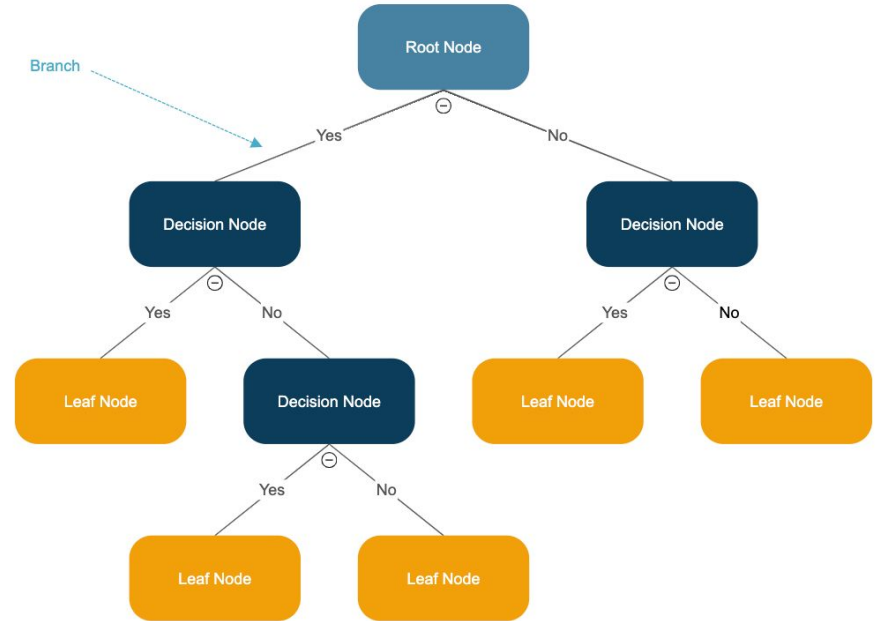 Root Node
Branch
Yes
No
Decision Node
Decision Node
Yes
No
Yes
No
Leaf Node
Decision Node
Leaf Node
Leaf Node
Yes
No
Leaf Node
Leaf Node